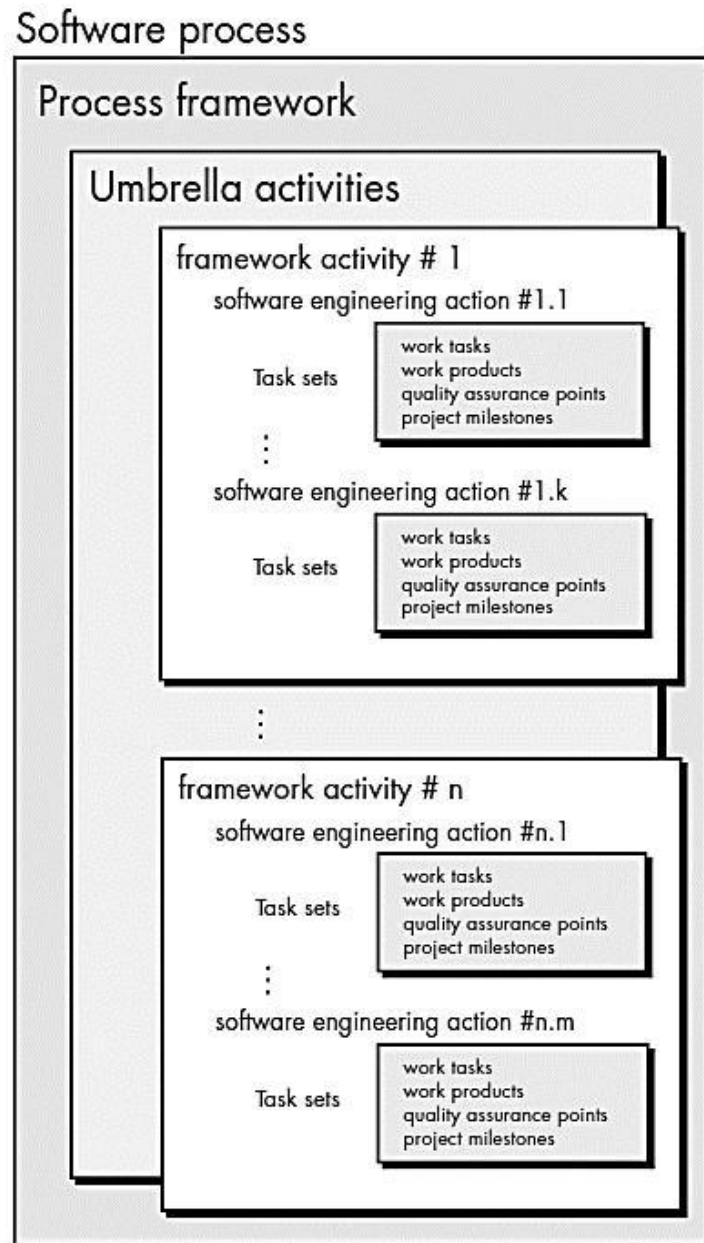 Software process
Process framework
Umbrella activities
framework activity # 1
software engineering action #1.1
Task sets
work tasks
work products
quality assurance points
project milestones
software engineering action #1.k
Task sets
work tasks
work products
quality assurance points
project milestones
framework activity # n
software engineering action #n.1
Task sets
work tasks
work products
quality assurance points
project milestones
software engineering action #n.m
Task sets
work tasks
work products
quality assurance points
project milestones